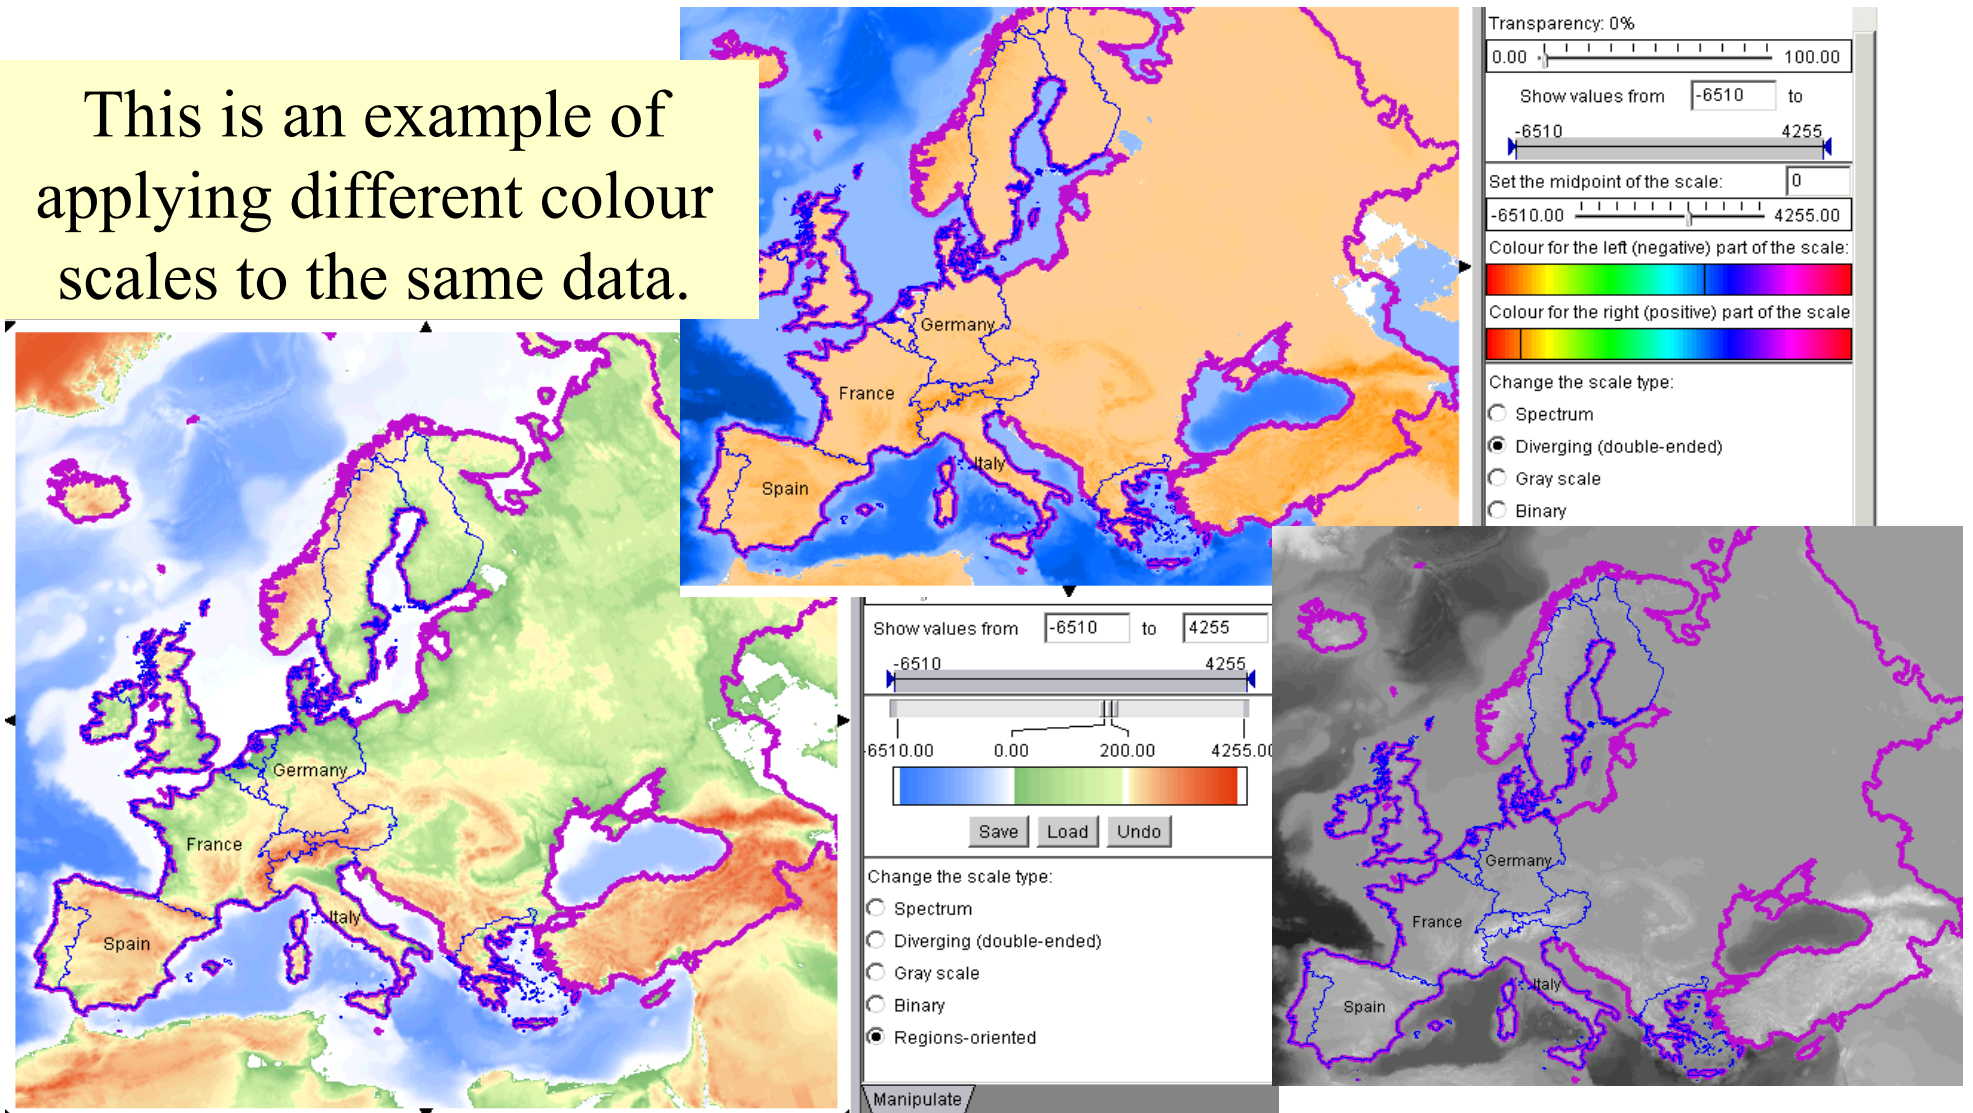 This is an example of
applying different colour
scales to the same data.
Germany
France
Italy
Spain
Transparency: 0%
0.00 100.00
Show values from -6510 to
-6510 4255
Set the midpoint of the scale: 0
-6510.00 4255.00
Colour for the left (negative) part of the scale:
Colour for the right (positive) part of the scale
Change the scale type:
Spectrum
Diverging (double-ended)
Gray scale
Binary
Germany
France
Italy
Spain
Show values from -6510 to 4255
-6510 4255
6510.00 0.00 200.00 4255.00
Save Load Undo
Change the scale type:
Spectrum
Diverging (double-ended)
Gray scale
Binary
Regions-oriented
Manipulate
Germany
France
Italy
Spain